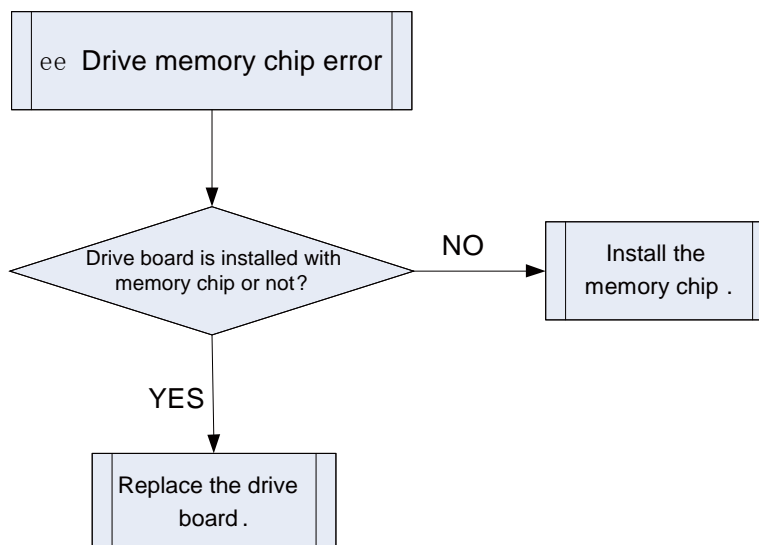 ee Drive memory chip error
Drive board is installed with
memory chip or not?
NO
Install the
memory chip .
YES
Replace the drive
board .